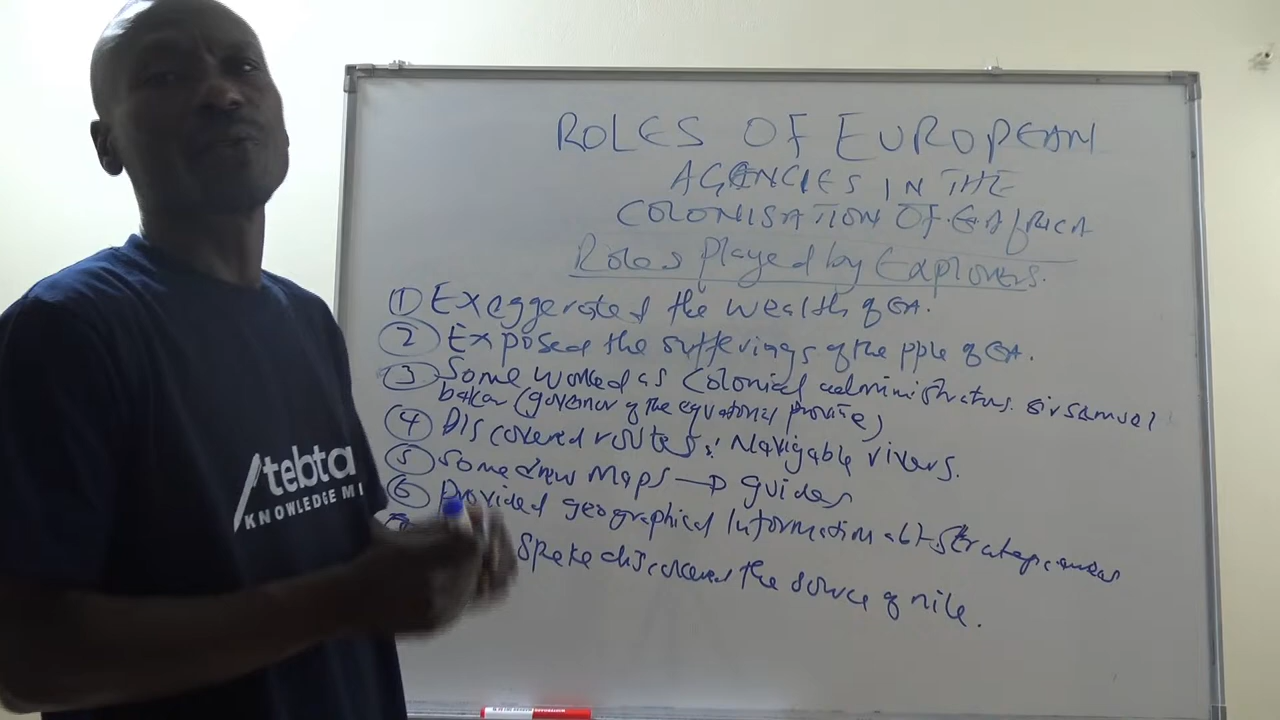 ROLES OF EUROPEAN
AGENCIES IN THE
COLONISATION OF E. AfRICA
Roles played by Explorers.
① Exaggerated the wealth of EA.
② Exposed the sufferings of the pple of EA.
③ Some worked as Colonial administrators. Sir Samuel
baker (governor of the equatorial province)
④ Discovered routes: Navigable rivers.
⑤ Some drew Maps → guides
⑥ Provided geographical Information abt strategic areas
Speke discovered the source of nile.
tebta
KNOWLEDGE